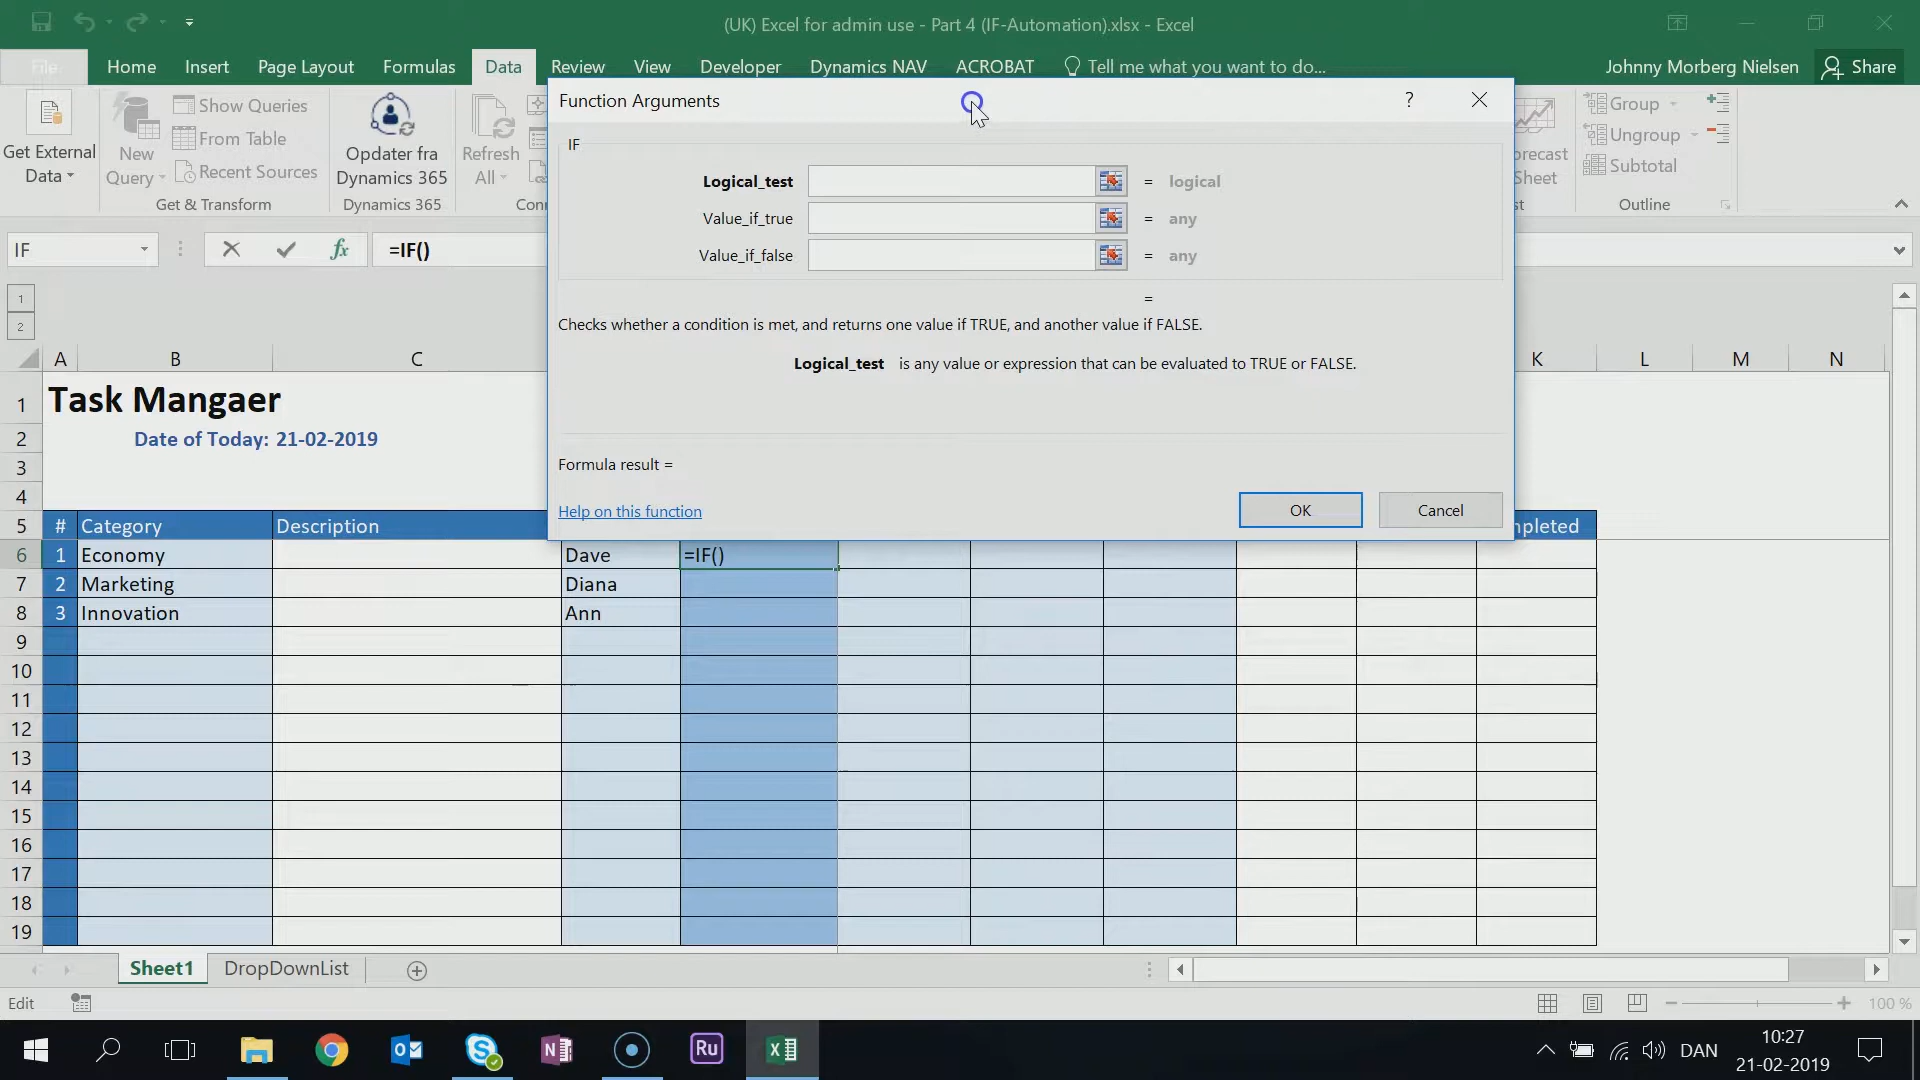 (UK) Excel for admin use - Part 4 (IF-Automation).xlsx - Excel
File Home Insert Page Layout Formulas Data Review View Developer Dynamics NAV ACROBAT Tell me what you want to do... Johnny Morberg Nielsen Share
Get External Data
New Query
Show Queries
From Table
Recent Sources
Get & Transform
Opdater fra Dynamics 365
Dynamics 365
Refresh All
Group
Ungroup
Subtotal
Outline
Sheet
Function Arguments ?
IF
Logical_test = logical
Value_if_true = any
Value_if_false = any
=
Checks whether a condition is met, and returns one value if TRUE, and another value if FALSE.
Logical_test is any value or expression that can be evaluated to TRUE or FALSE.
Formula result =
Help on this function
OK Cancel
IF fx =IF()
1
2
A B C K L M N
1 Task Mangaer
2 Date of Today: 21-02-2019
3
4
5 # Category Description mpleted
6 1 Economy Dave =IF()
7 2 Marketing Diana
8 3 Innovation Ann
9
10
11
12
13
14
15
16
17
18
19
Sheet1 DropDownList
Edit 100 %
Ru
DAN 10:27
21-02-2019